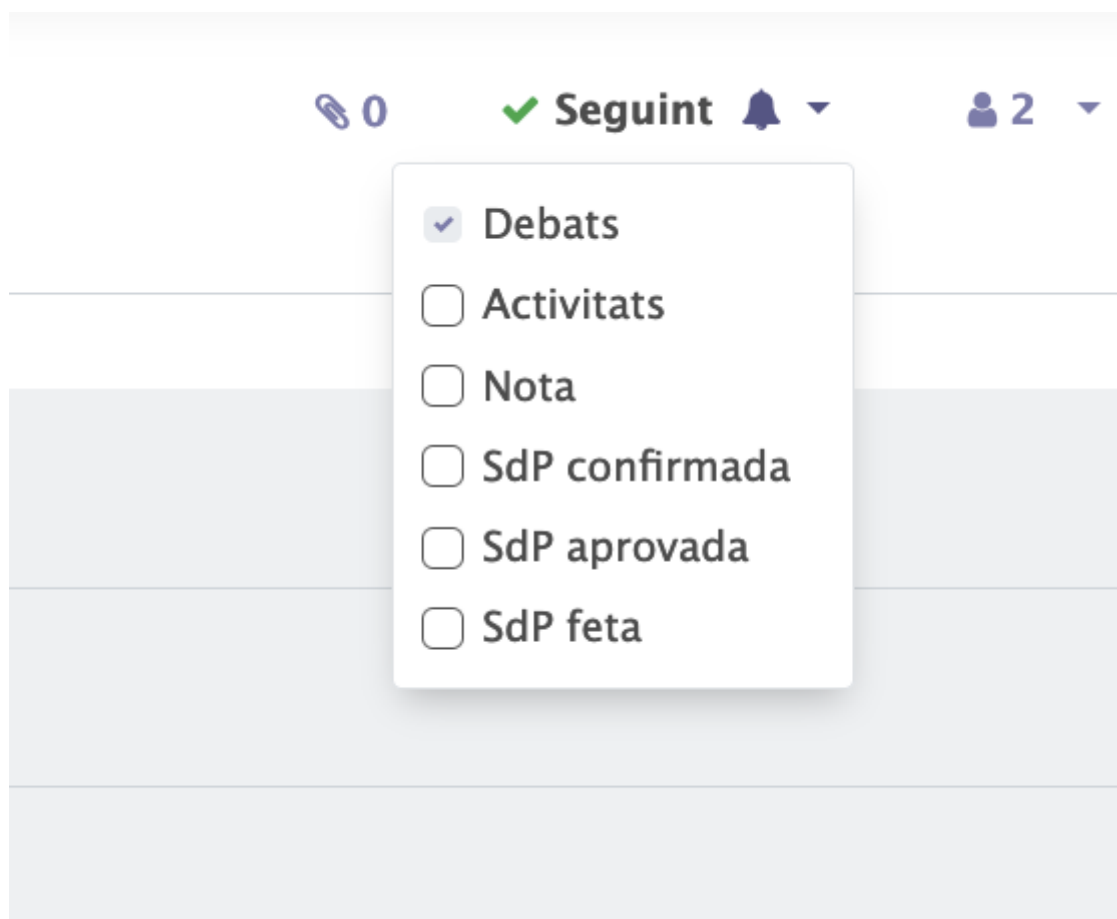 0 Seguint 2
Debats
Activitats
Nota
SdP confirmada
SdP aprovada
SdP feta